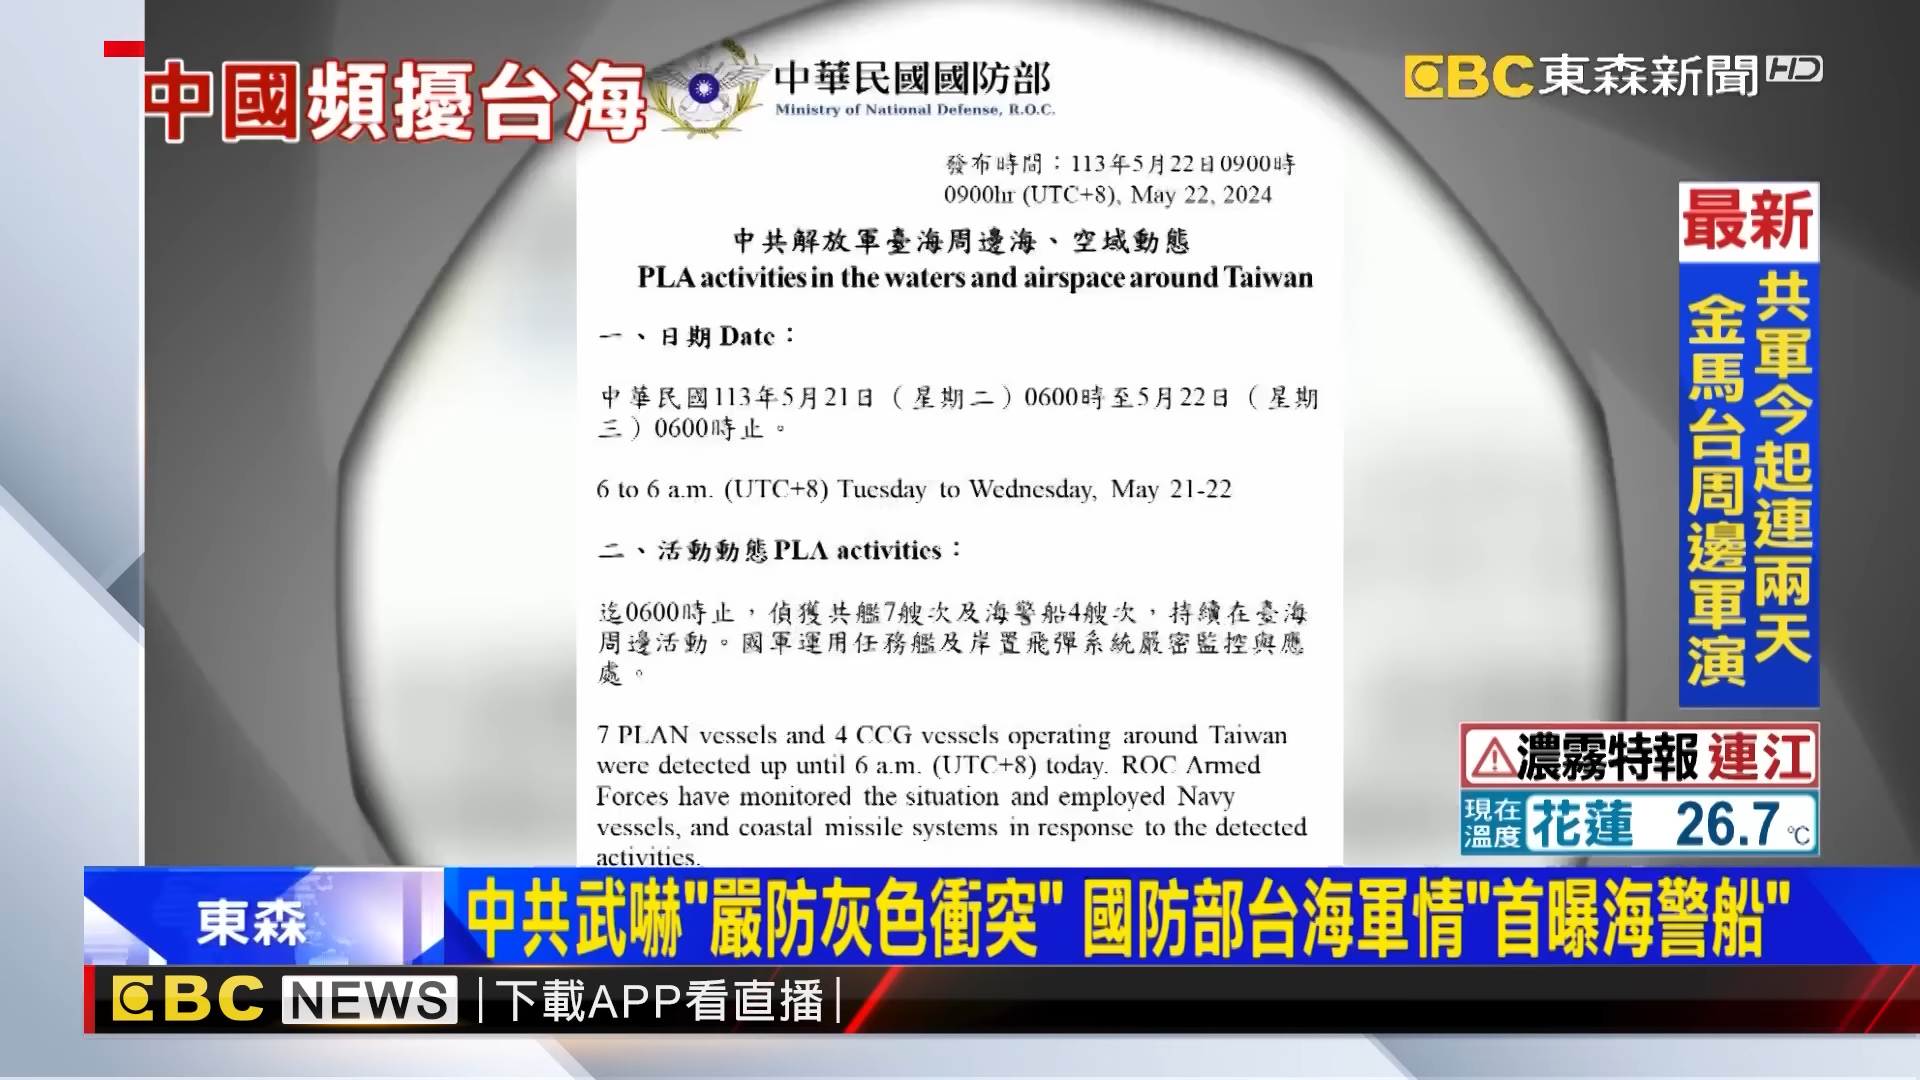 中國頻擾台海
中華民國國防部
Ministry of National Defense, R.O.C.
EBC東森新聞HD
發布時間：113年5月22日0900時
0900hr (UTC+8), May 22, 2024
中共解放軍臺海周邊海、空域動態
PLA activities in the waters and airspace around Taiwan
一、日期 Date：
中華民國113年5月21日（星期二）0600時至5月22日（星期
三）0600時止。
6 to 6 a.m. (UTC+8) Tuesday to Wednesday, May 21-22
二、活動動態 PLA activities：
迄0600時止，偵獲共艦7艘次及海警船4艘次，持續在臺海
周邊活動。國軍運用任務艦及岸置飛彈系統嚴密監控與應
處。
7 PLAN vessels and 4 CCG vessels operating around Taiwan
were detected up until 6 a.m. (UTC+8) today. ROC Armed
Forces have monitored the situation and employed Navy
vessels, and coastal missile systems in response to the detected
activities.
最新
共軍今起連兩天
金馬台周邊軍演
濃霧特報 連江
現在溫度 花蓮 26.7℃
東森
中共武嚇"嚴防灰色衝突" 國防部台海軍情"首曝海警船"
EBC NEWS |下載APP看直播|